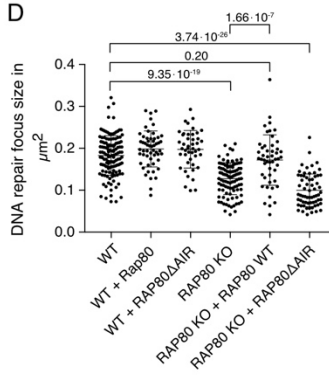 D
1.66·10-7
3.74·10-26
0.20
9.35·10-19
DNA repair focus size in
µm2
0.4
0.3
0.2
0.1
0.0
WT
WT + Rap80
WT + RAP80ΔAIR
RAP80 KO
RAP80 KO + RAP80 WT
RAP80 KO + RAP80ΔAIR